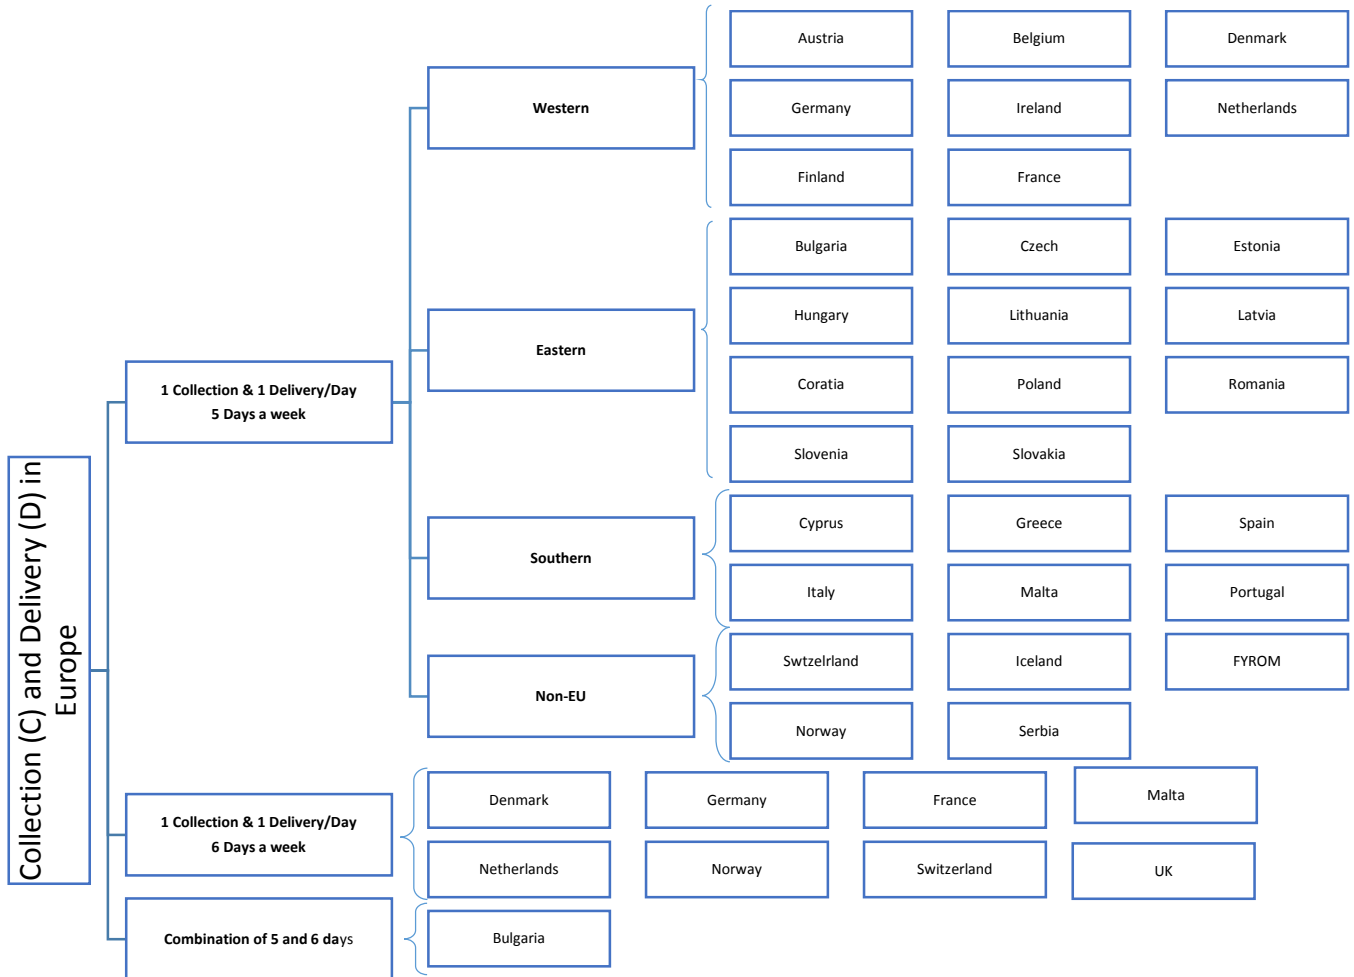 Collection (C) and Delivery (D) in
Europe
1 Collection & 1 Delivery/Day
5 Days a week
Western
Austria
Belgium
Denmark
Germany
Ireland
Netherlands
Finland
France
Eastern
Bulgaria
Czech
Estonia
Hungary
Lithuania
Latvia
Coratia
Poland
Romania
Slovenia
Slovakia
Southern
Cyprus
Greece
Spain
Italy
Malta
Portugal
Non-EU
Swtzelrland
Iceland
FYROM
Norway
Serbia
1 Collection & 1 Delivery/Day
6 Days a week
Denmark
Germany
France
Malta
Netherlands
Norway
Switzerland
UK
Combination of 5 and 6 days
Bulgaria